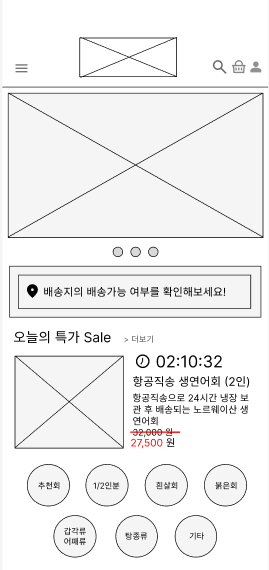 배송지의 배송가능 여부를 확인해보세요!
오늘의 특가 Sale > 더보기
02:10:32
항공직송 생연어회 (2인)
항공직송으로 24시간 냉장 보
관 후 배송되는 노르웨이산 생
연어회
32,000 원
27,500 원
추천회 1/2인분 흰살회 붉은회
갑각류
어패류
탕종류 기타